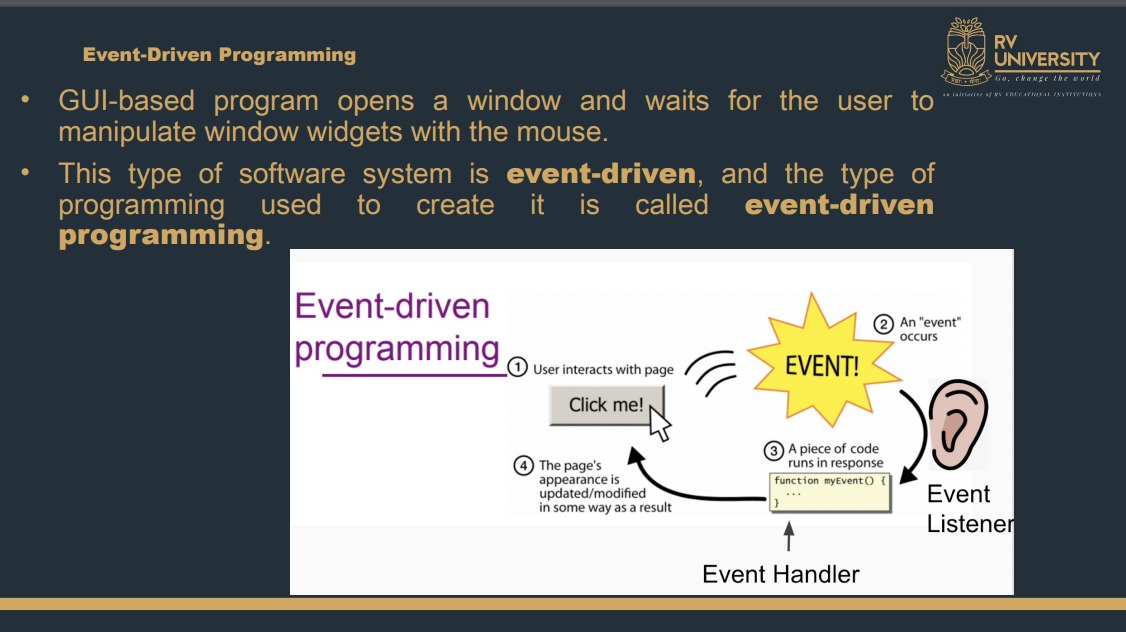 Event-Driven Programming
RV
UNIVERSITY
Go, change the world
an initiative of RV EDUCATIONAL INSTITUTIONS
• GUI-based program opens a window and waits for the user to
manipulate window widgets with the mouse.
• This type of software system is event-driven, and the type of
programming used to create it is called event-driven
programming.
Event-driven
programming
1 User interacts with page
Click me!
EVENT!
2 An "event"
occurs
3 A piece of code
runs in response
function myEvent() {
...
}
4 The page's
appearance is
updated/modified
in some way as a result
Event
Listener
Event Handler